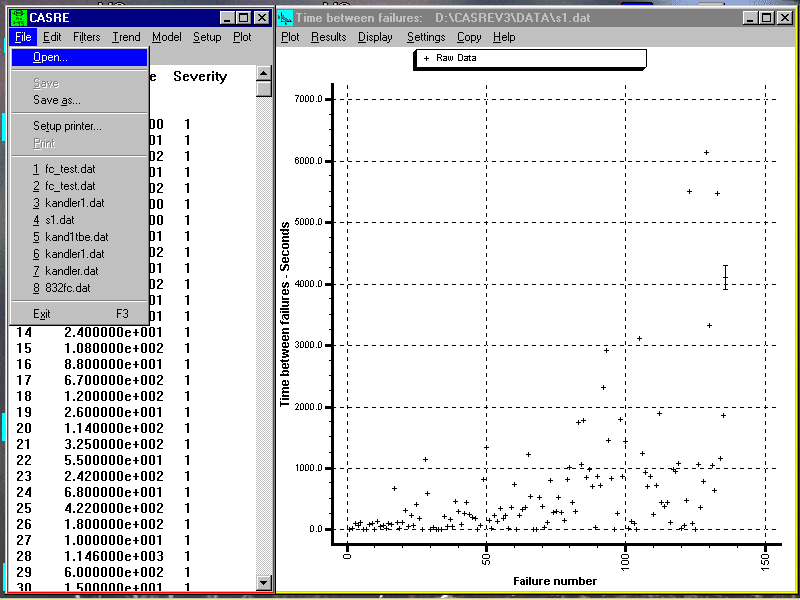 CASRE
File Edit Filters Trend Model Setup Plot
Open...
Save
Save as...
Setup printer...
Print
1 fc_test.dat
2 fc_test.dat
3 kandler1.dat
4 s1.dat
5 kand1tbe.dat
6 kandler1.dat
7 kandler.dat
8 832fc.dat
Exit F3
e Severity
00 1
01 1
02 1
01 1
02 1
00 1
00 1
01 1
02 1
01 1
02 1
01 1
01 1
14 2.400000e+001 1
15 1.080000e+002 1
16 8.800000e+001 1
17 6.700000e+002 1
18 1.200000e+002 1
19 2.600000e+001 1
20 1.140000e+002 1
21 3.250000e+002 1
22 5.500000e+001 1
23 2.420000e+002 1
24 6.800000e+001 1
25 4.220000e+002 1
26 1.800000e+002 1
27 1.000000e+001 1
28 1.146000e+003 1
29 6.000000e+002 1
30 1.500000e+001 1
Time between failures: D:\CASREV3\DATA\s1.dat
Plot Results Display Settings Copy Help
+ Raw Data
Time between failures - Seconds
7000.0
6000.0
5000.0
4000.0
3000.0
2000.0
1000.0
0.0
0 50 100 150
Failure number